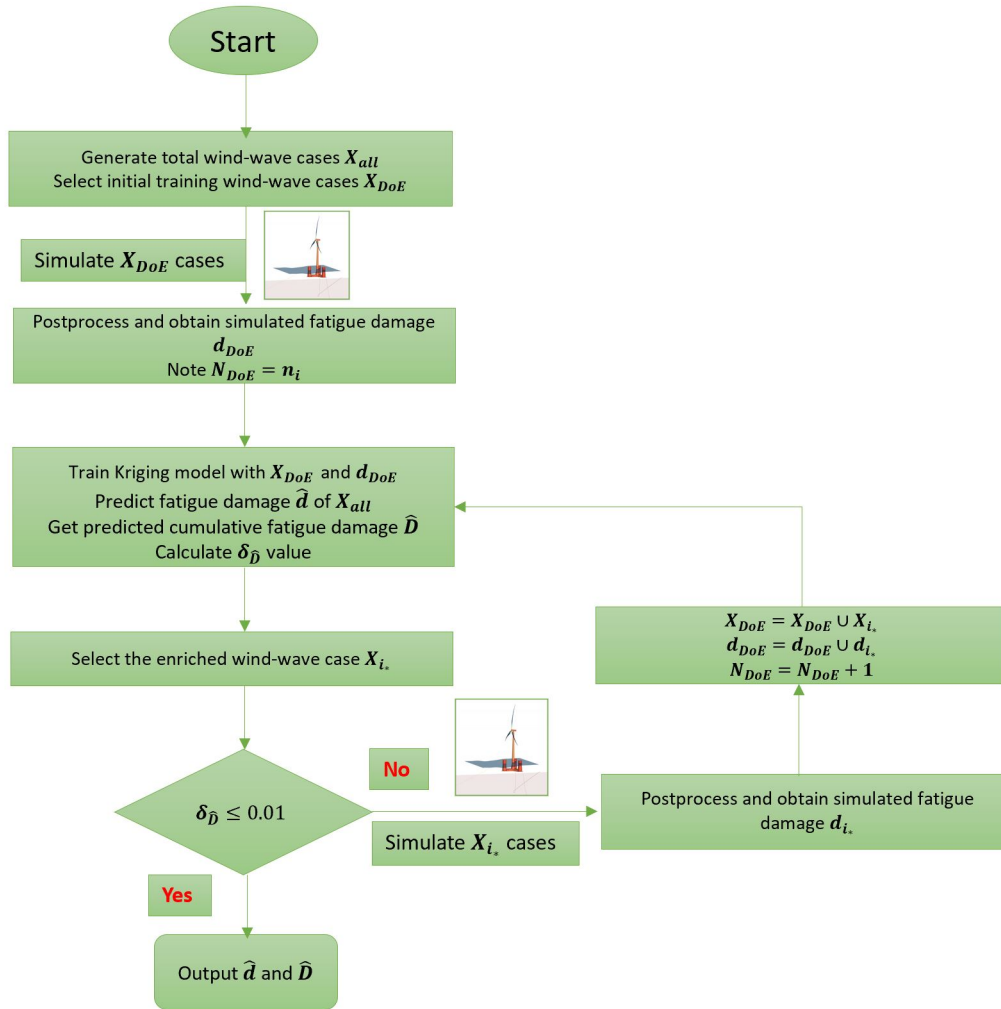 Start
Generate total wind-wave cases X_all
Select initial training wind-wave cases X_DoE
Simulate X_DoE cases
Postprocess and obtain simulated fatigue damage
d_DoE
Note N_DoE = n_i
Train Kriging model with X_DoE and d_DoE
Predict fatigue damage d̂ of X_all
Get predicted cumulative fatigue damage D̂
Calculate δ_D̂ value
Select the enriched wind-wave case X_i*
δ_D̂ ≤ 0.01
No
Simulate X_i* cases
Postprocess and obtain simulated fatigue
damage d_i*
X_DoE = X_DoE ∪ X_i*
d_DoE = d_DoE ∪ d_i*
N_DoE = N_DoE + 1
Yes
Output d̂ and D̂